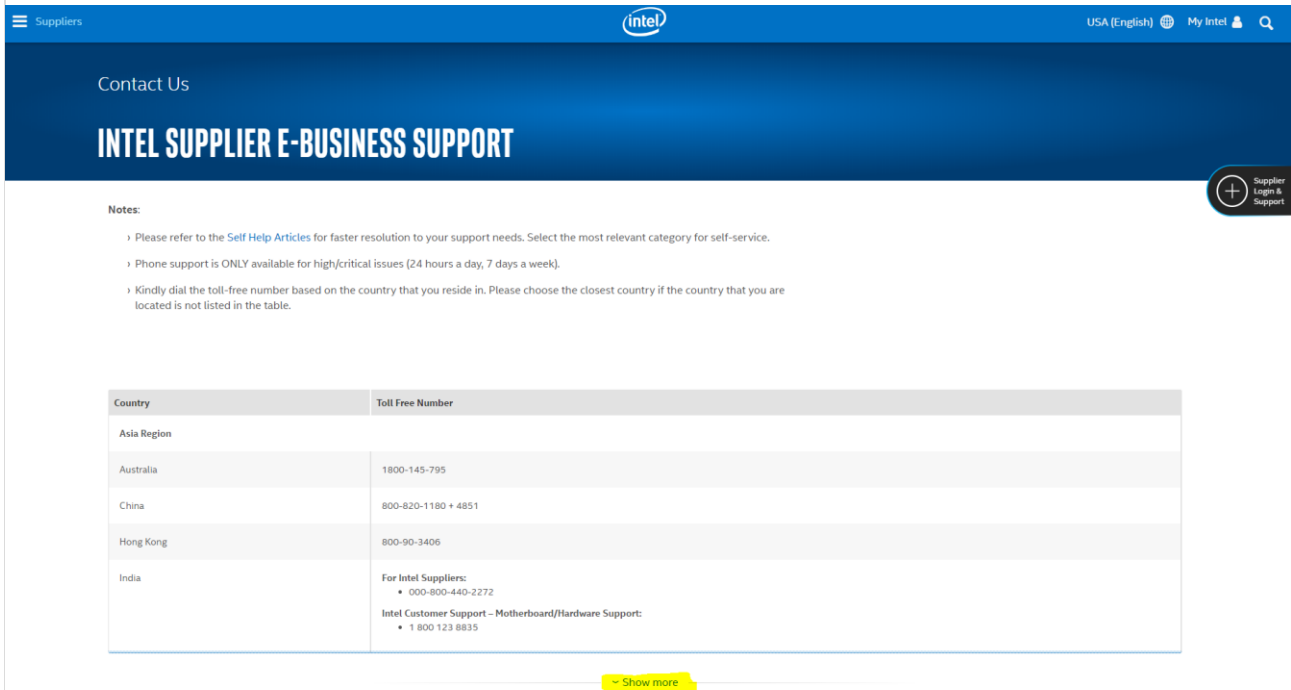 Suppliers
intel
USA (English)
My Intel
Contact Us
INTEL SUPPLIER E-BUSINESS SUPPORT
Supplier
Login &
Support
Notes:
› Please refer to the Self Help Articles for faster resolution to your support needs. Select the most relevant category for self-service.
› Phone support is ONLY available for high/critical issues (24 hours a day, 7 days a week).
› Kindly dial the toll-free number based on the country that you reside in. Please choose the closest country if the country that you are
located is not listed in the table.
Country Toll Free Number
Asia Region
Australia 1800-145-795
China 800-820-1180 + 4851
Hong Kong 800-90-3406
India For Intel Suppliers:
• 000-800-440-2272
Intel Customer Support – Motherboard/Hardware Support:
• 1 800 123 8835
Show more